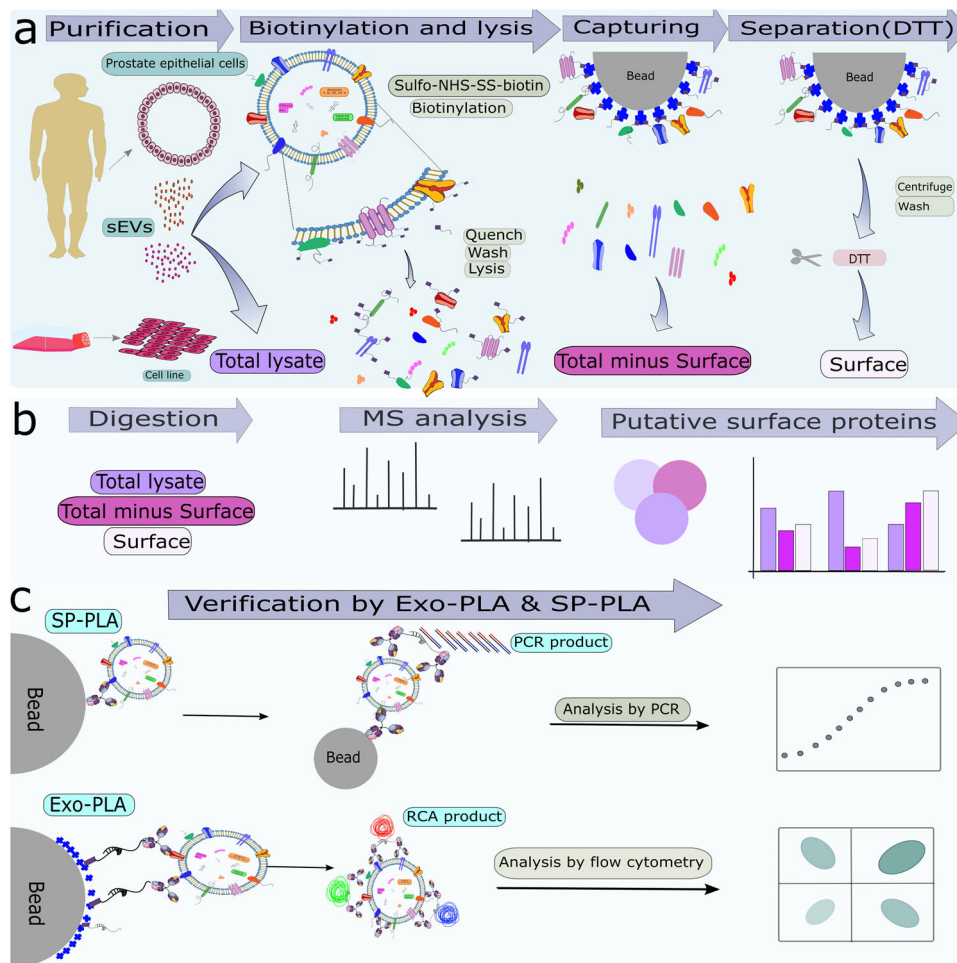 a
Purification
Biotinylation and lysis
Capturing
Separation(DTT)
Prostate epithelial cells
sEVs
Cell line
Total lysate
Sulfo-NHS-SS-biotin
Biotinylation
Quench
Wash
Lysis
Bead
Total minus Surface
Bead
Centrifuge
Wash
DTT
Surface
b
Digestion
MS analysis
Putative surface proteins
Total lysate
Total minus Surface
Surface
c
Verification by Exo-PLA & SP-PLA
SP-PLA
Bead
PCR product
Bead
Analysis by PCR
Exo-PLA
Bead
RCA product
Analysis by flow cytometry